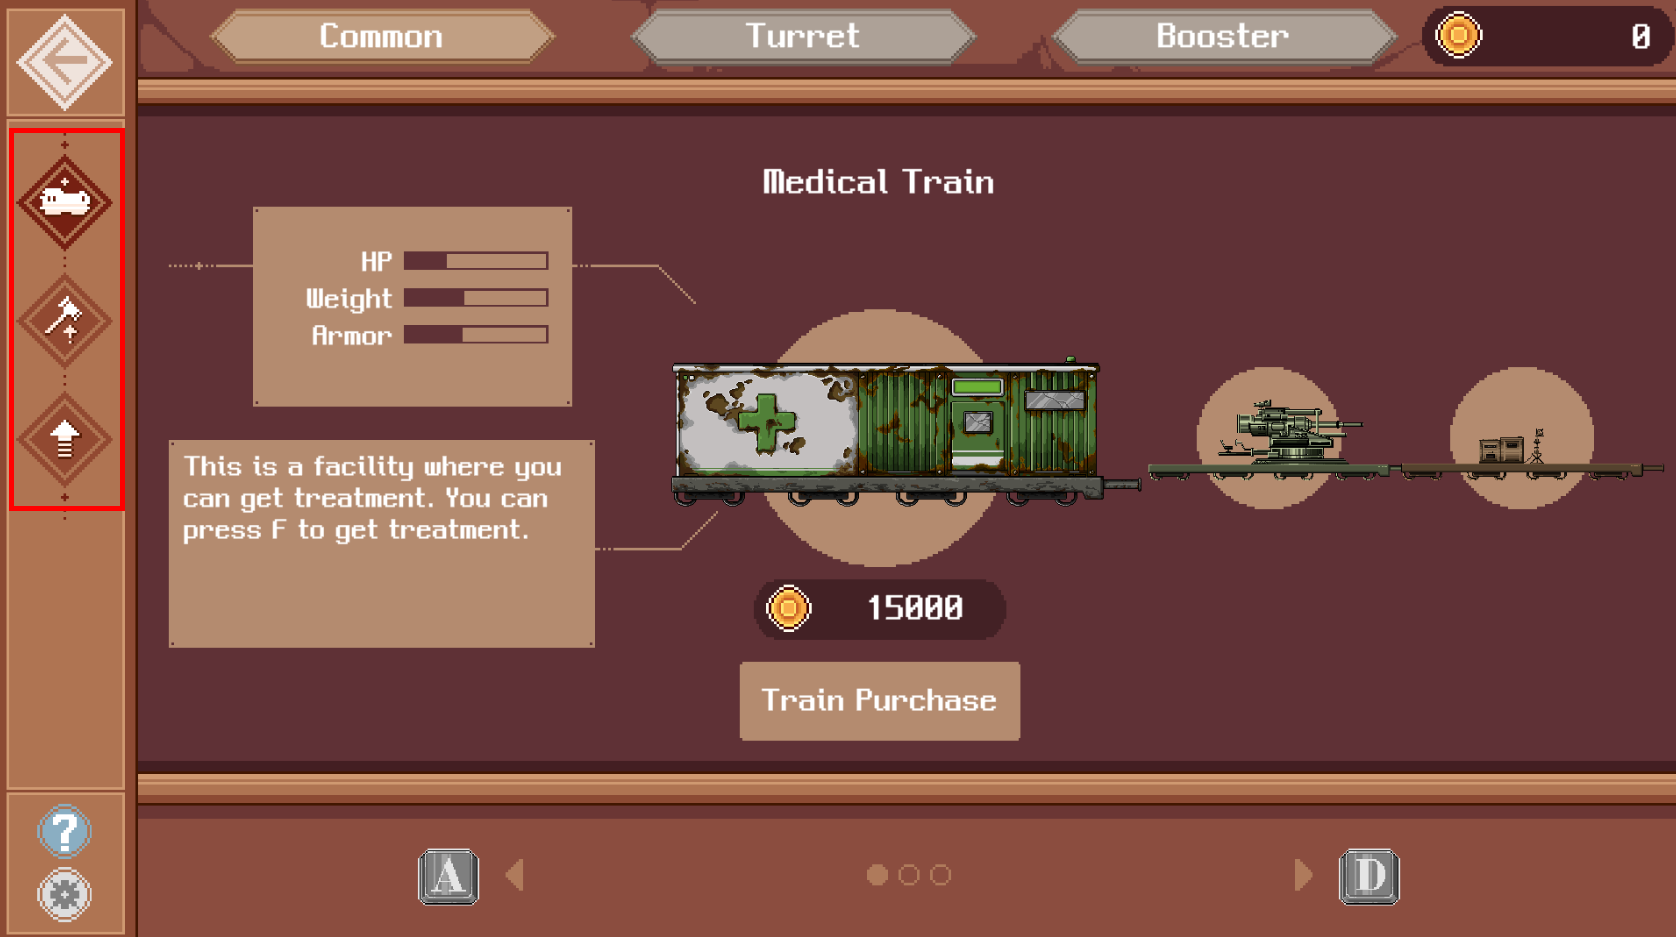 Common
Turret
Booster
0
Medical Train
HP
Weight
Armor
This is a facility where you
can get treatment. You can
press F to get treatment.
15000
Train Purchase
?
A
D